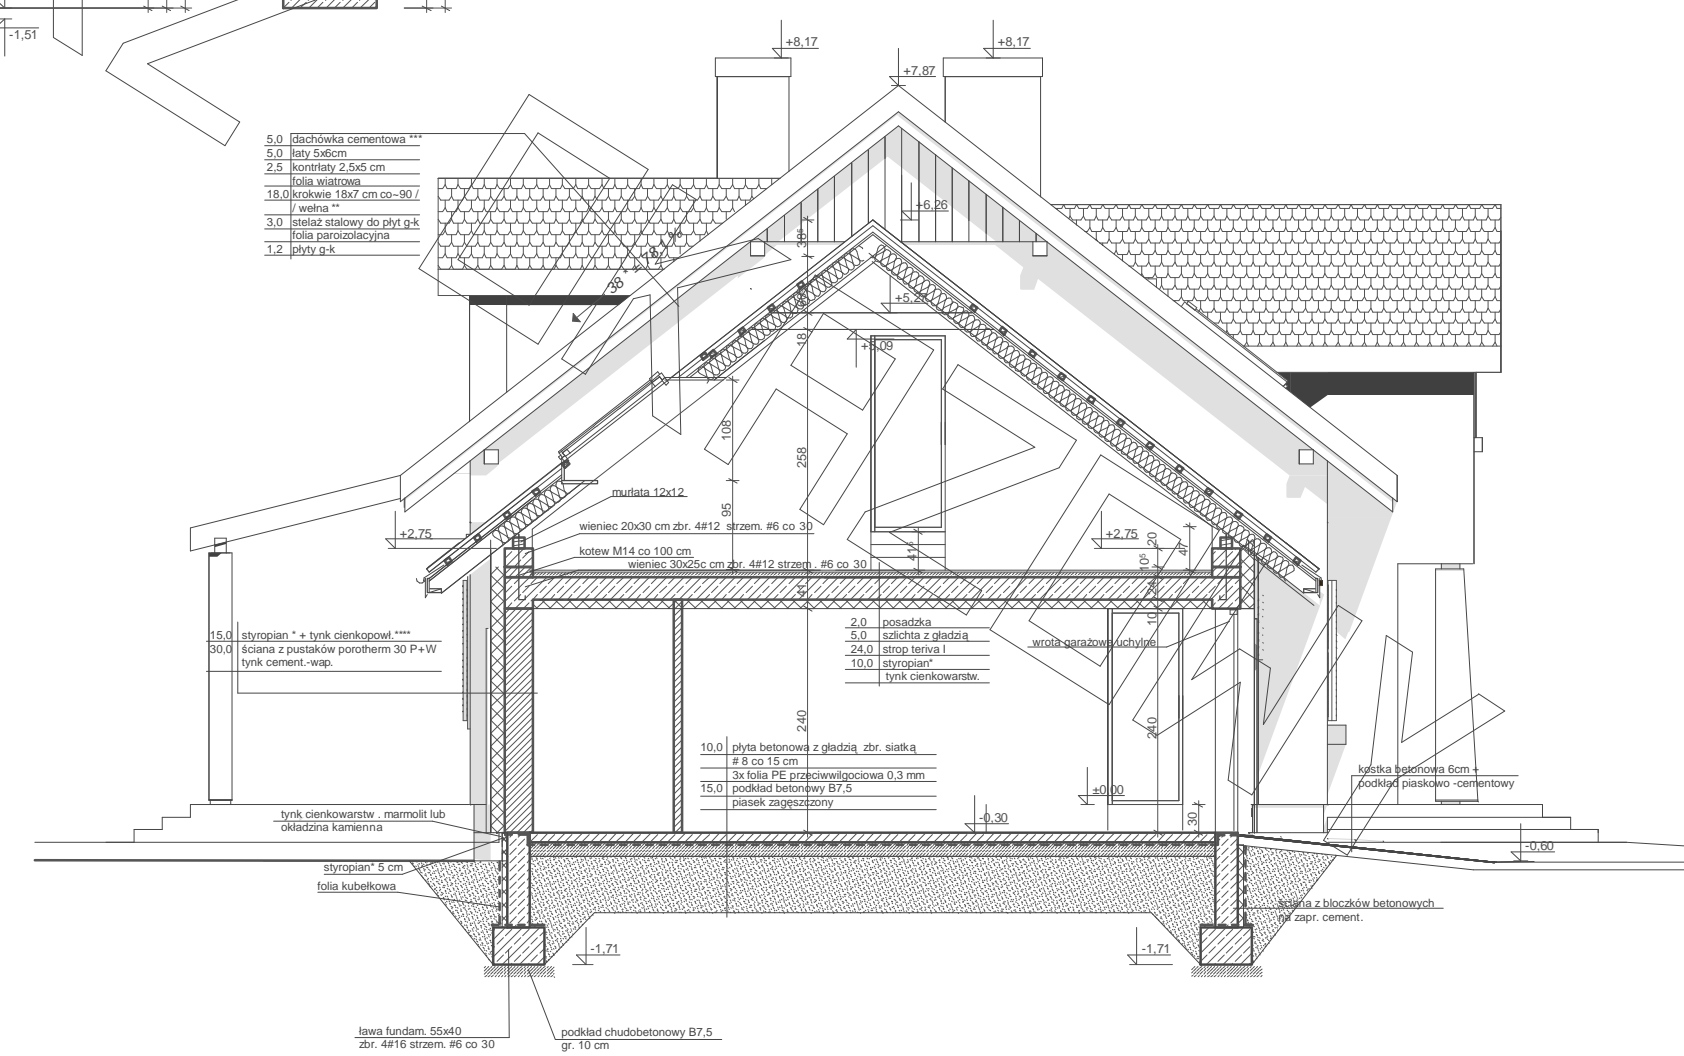 -1,51
+8,17
+8,17
+7,87
5,0 dachówka cementowa ***
5,0 łaty 5x6cm
2,5 kontrłaty 2,5x5 cm
folia wiatrowa
18,0 krokwie 18x7 cm co~90 /
/ wełna **
3,0 stelaż stalowy do płyt g-k
folia paroizolacyjna
1,2 płyty g-k
+6,26
38⁵
+5,27
18
+5,09
108
258
95
murłata 12x12
wieniec 20x30 cm zbr. 4#12 strzem. #6 co 30
kotew M14 co 100 cm
wieniec 30x25c cm zbr. 4#12 strzem . #6 co 30
+2,75
+2,75
20
47
10⁵
41⁵
41
24
10
15,0 styropian * + tynk cienkopowł.****
30,0 ściana z pustaków porotherm 30 P+W
tynk cement.-wap.
2,0 posadzka
5,0 szlichta z gładzią
24,0 strop teriva I
10,0 styropian*
tynk cienkowarstw.
wrota garażowe uchylne
240
240
10,0 płyta betonowa z gładzią zbr. siatką
# 8 co 15 cm
3x folia PE przeciwwilgociowa 0,3 mm
15,0 podkład betonowy B7,5
piasek zagęszczony
kostka betonowa 6cm +
podkład piaskowo -cementowy
±0,00
-0,30
30
-0,60
tynk cienkowarstw . marmolit lub
okładzina kamienna
styropian* 5 cm
folia kubełkowa
ściana z bloczków betonowych
na zapr. cement.
-1,71
-1,71
ława fundam. 55x40
zbr. 4#16 strzem. #6 co 30
podkład chudobetonowy B7,5
gr. 10 cm